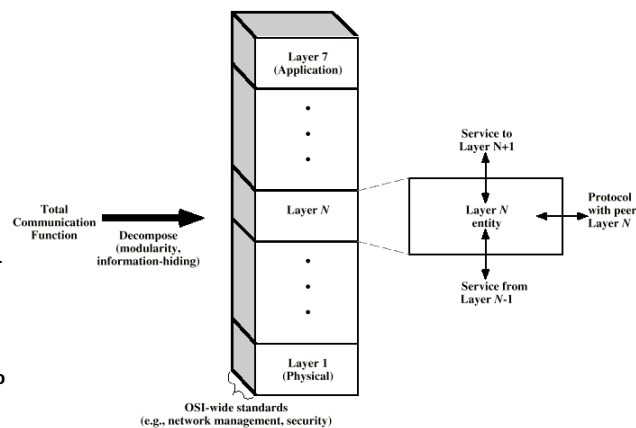 Layer 7
(Application)
Service to
Layer N+1
Total
Communication
Function
Decompose
(modularity,
information-hiding)
Layer N
Layer N
entity
Protocol
with peer
Layer N
Service from
Layer N-1
Layer 1
(Physical)
OSI-wide standards
(e.g., network management, security)